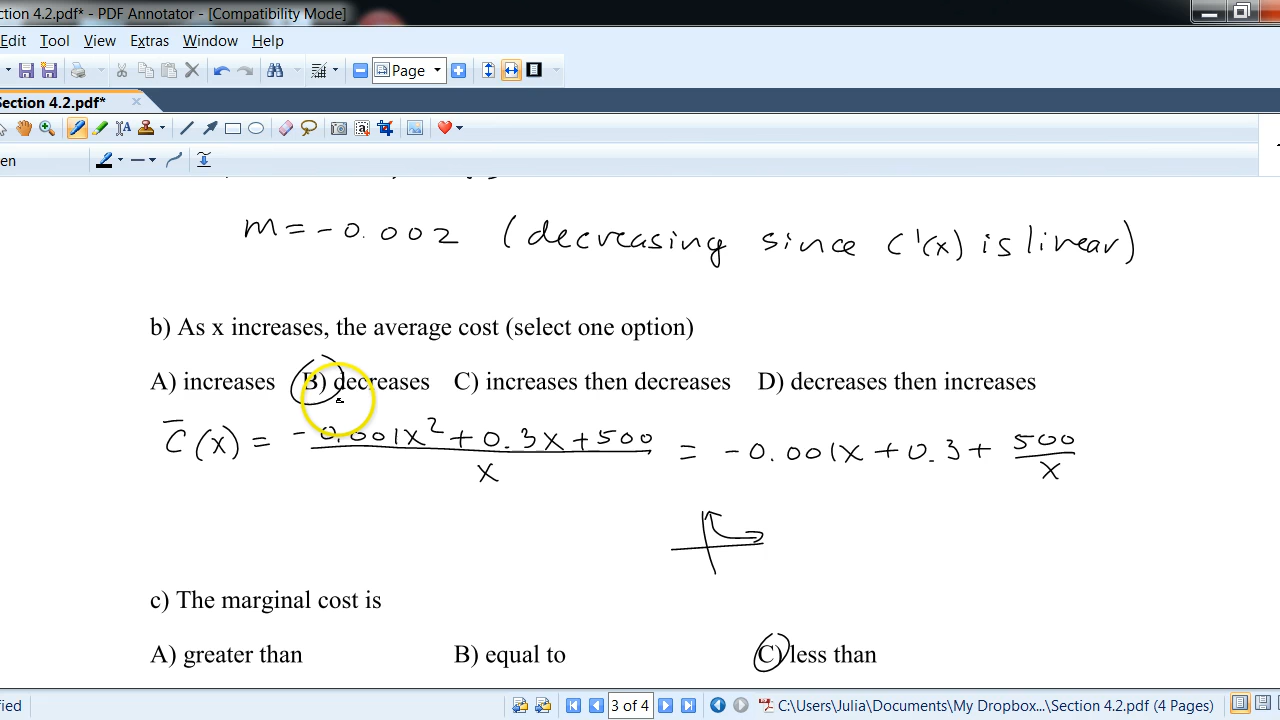 ction 4.2.pdf* - PDF Annotator - [Compatibility Mode]
Edit Tool View Extras Window Help
Page
Section 4.2.pdf*
en
m = -0.002 (decreasing since C'(x) is linear)
b) As x increases, the average cost (select one option)
A) increases B) decreases C) increases then decreases D) decreases then increases
C̅(x) = -0.001x² + 0.3x + 500 / x = -0.001x + 0.3 + 500 / x
c) The marginal cost is
A) greater than B) equal to C) less than
fied 3 of 4 C:\Users\Julia\Documents\My Dropbox...\Section 4.2.pdf (4 Pages)